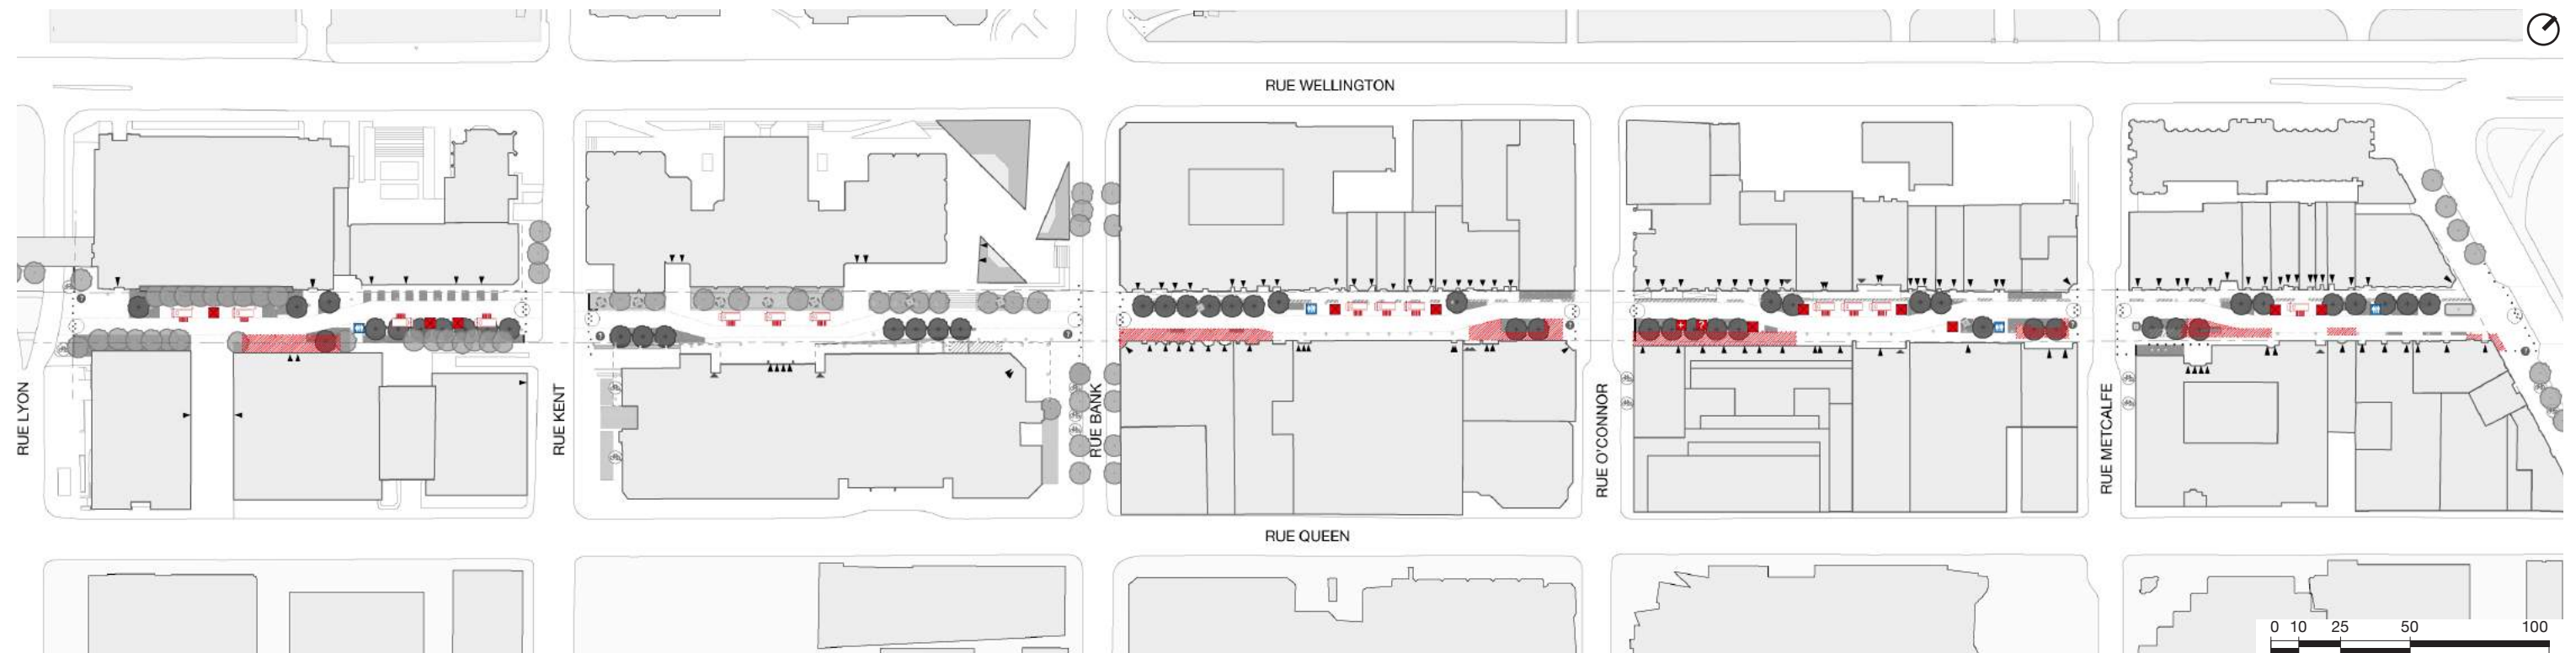 RUE WELLINGTON
RUE LYON
RUE KENT
RUE BANK
RUE O'CONNOR
RUE METCALFE
RUE QUEEN
0 10 25 50 100